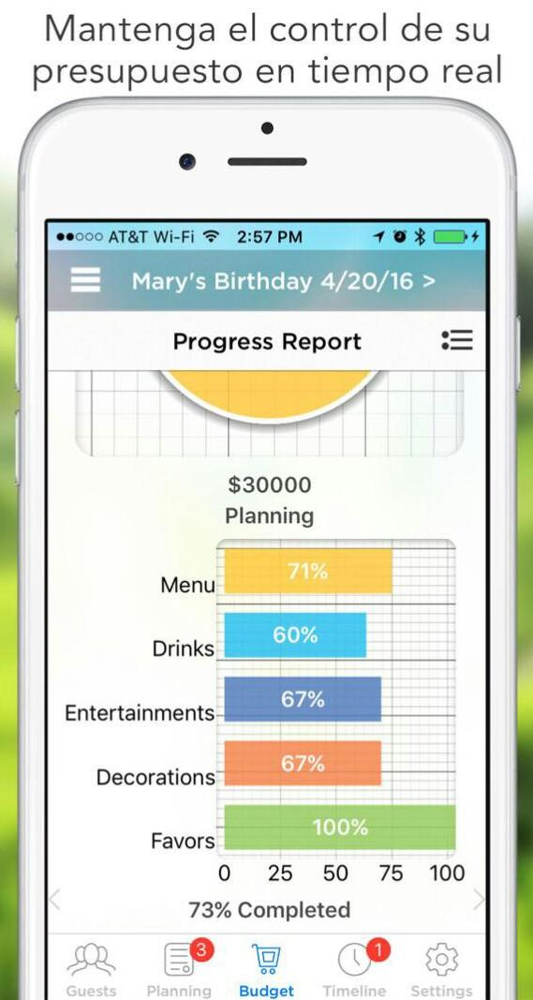 Mantenga el control de su
presupuesto en tiempo real
AT&T Wi-Fi 2:57 PM
Mary's Birthday 4/20/16 >
Progress Report
$30000
Planning
Menu 71%
Drinks 60%
Entertainments 67%
Decorations 67%
Favors 100%
0 25 50 75 100
73% Completed
3 1
Guests Planning Budget Timeline Settings